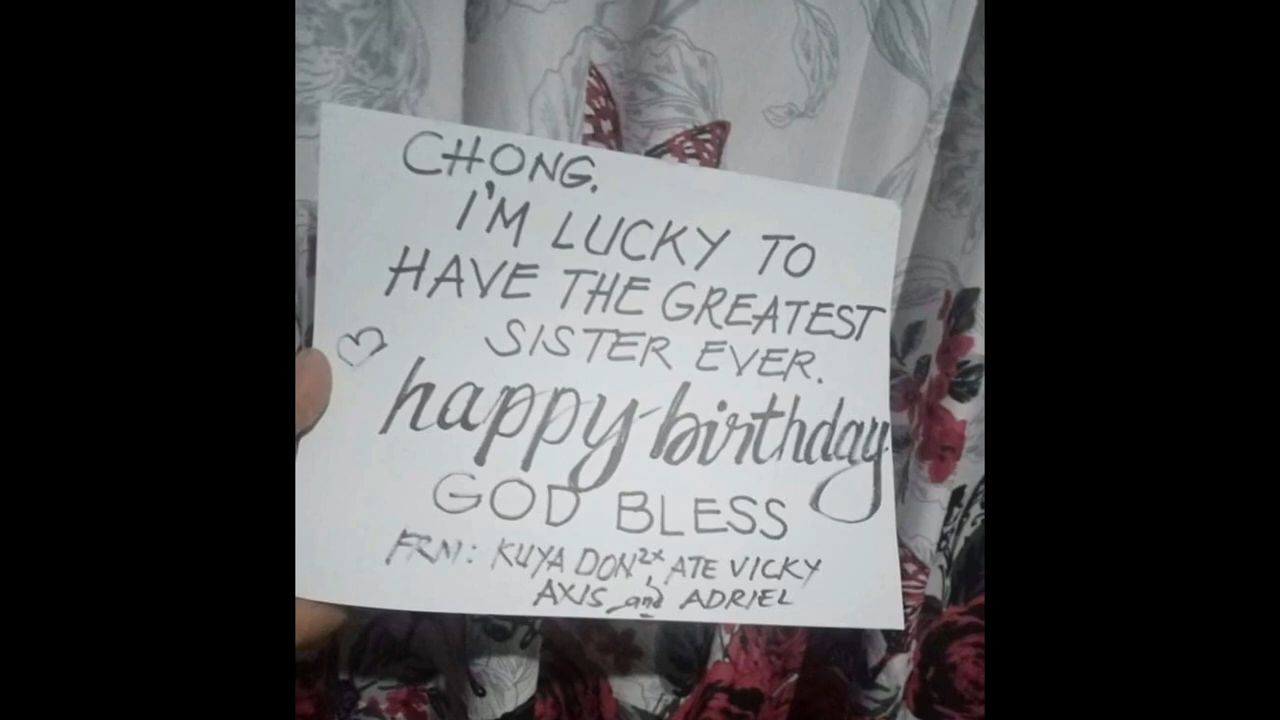 CHONG.
I'M LUCKY TO
HAVE THE GREATEST
SISTER EVER.
happy birthday
GOD BLESS
FRM: KUYA DON²ˣ, ATE VICKY
AXIS and ADRIEL